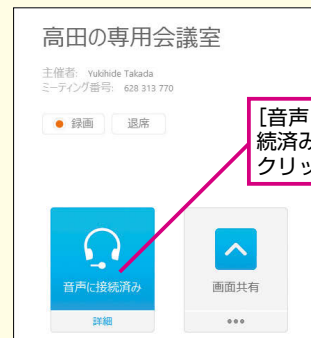 高田の専用会議室
主催者: Yukihide Takada
ミーティング番号: 628 313 770
録画 退席
[音声
続済み
クリッ
音声に接続済み
画面共有
詳細